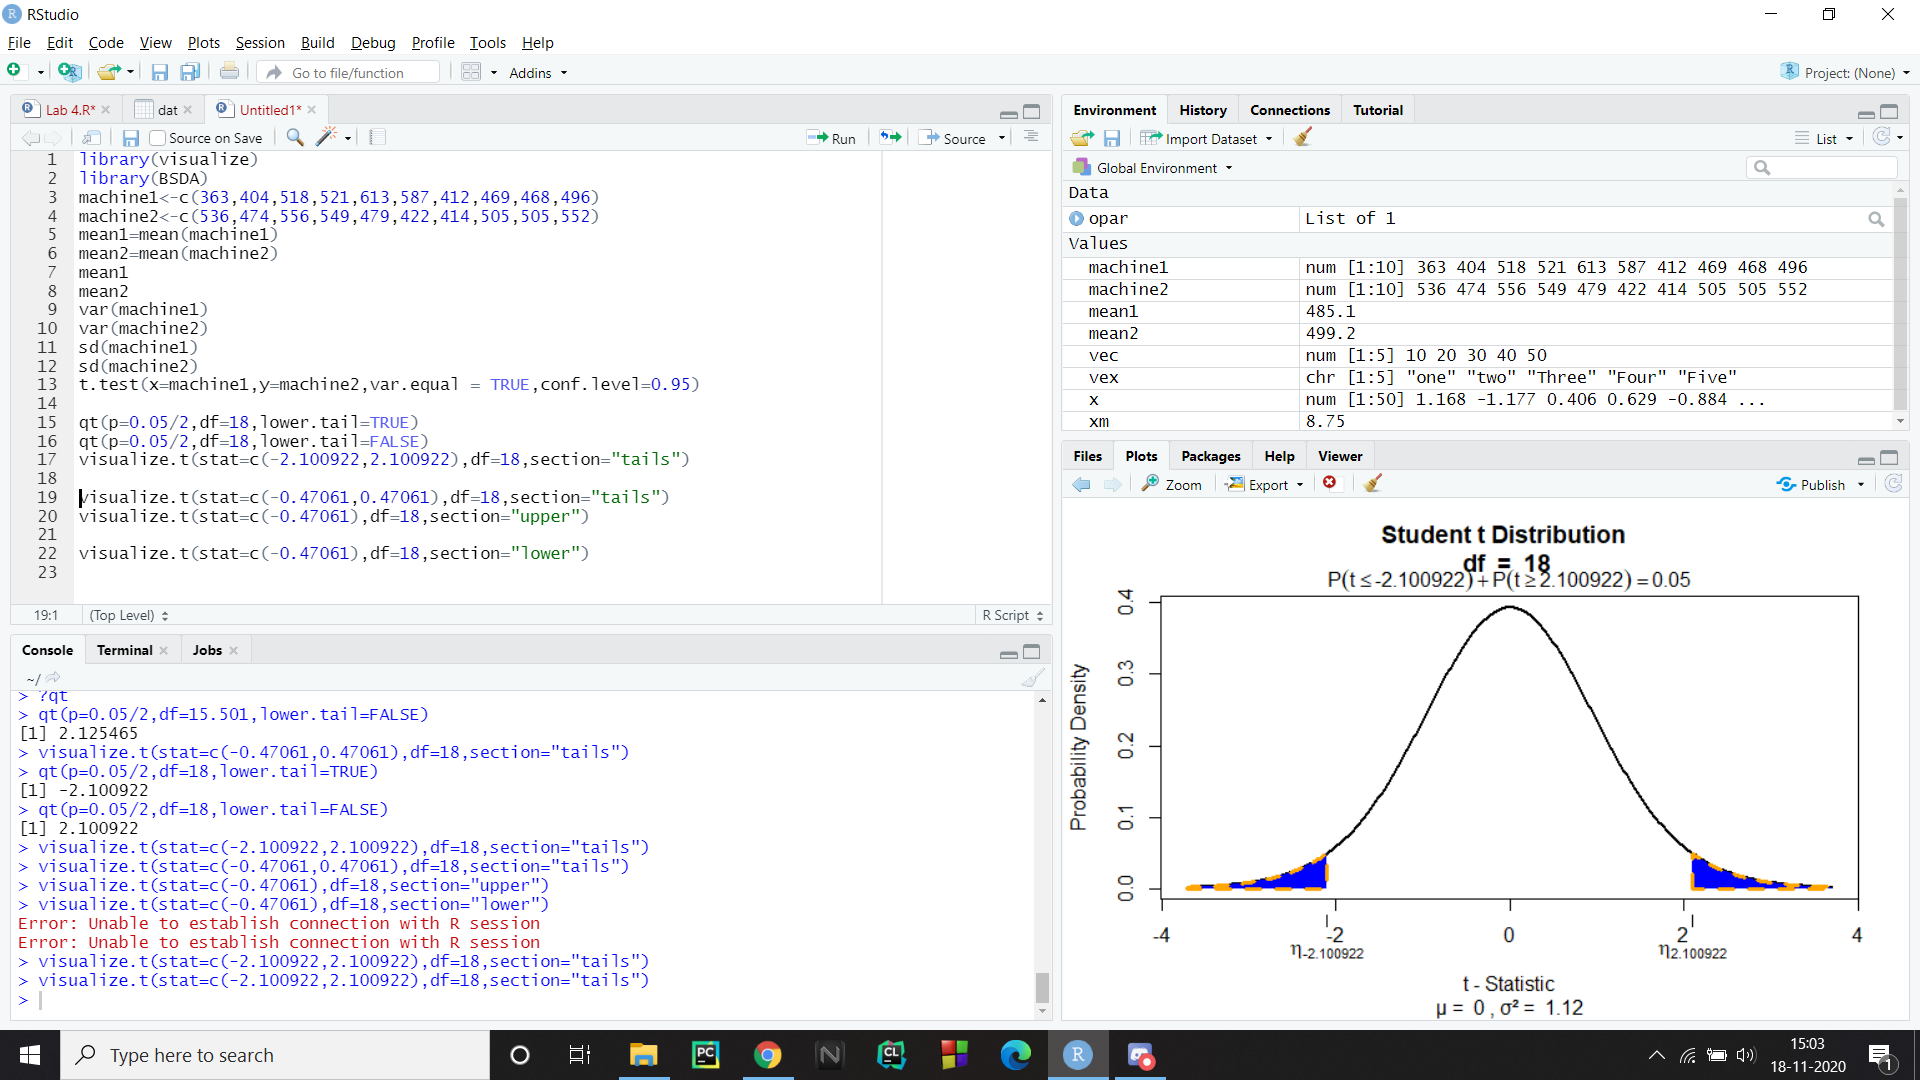 RStudio
File Edit Code View Plots Session Build Debug Profile Tools Help
Go to file/function Addins Project: (None)
Lab 4.R* dat Untitled1*
Source on Save Run Source
1 library(visualize)
2 library(BSDA)
3 machine1<-c(363,404,518,521,613,587,412,469,468,496)
4 machine2<-c(536,474,556,549,479,422,414,505,505,552)
5 mean1=mean(machine1)
6 mean2=mean(machine2)
7 mean1
8 mean2
9 var(machine1)
10 var(machine2)
11 sd(machine1)
12 sd(machine2)
13 t.test(x=machine1,y=machine2,var.equal = TRUE,conf.level=0.95)
14
15 qt(p=0.05/2,df=18,lower.tail=TRUE)
16 qt(p=0.05/2,df=18,lower.tail=FALSE)
17 visualize.t(stat=c(-2.100922,2.100922),df=18,section="tails")
18
19 visualize.t(stat=c(-0.47061,0.47061),df=18,section="tails")
20 visualize.t(stat=c(-0.47061),df=18,section="upper")
21
22 visualize.t(stat=c(-0.47061),df=18,section="lower")
23
19:1 (Top Level) R Script
Console Terminal Jobs
~/
> ?qt
> qt(p=0.05/2,df=15.501,lower.tail=FALSE)
[1] 2.125465
> visualize.t(stat=c(-0.47061,0.47061),df=18,section="tails")
> qt(p=0.05/2,df=18,lower.tail=TRUE)
[1] -2.100922
> qt(p=0.05/2,df=18,lower.tail=FALSE)
[1] 2.100922
> visualize.t(stat=c(-2.100922,2.100922),df=18,section="tails")
> visualize.t(stat=c(-0.47061,0.47061),df=18,section="tails")
> visualize.t(stat=c(-0.47061),df=18,section="upper")
> visualize.t(stat=c(-0.47061),df=18,section="lower")
Error: Unable to establish connection with R session
Error: Unable to establish connection with R session
> visualize.t(stat=c(-2.100922,2.100922),df=18,section="tails")
> visualize.t(stat=c(-2.100922,2.100922),df=18,section="tails")
>
Environment History Connections Tutorial
Import Dataset List
Global Environment
Data
opar List of 1
Values
machine1 num [1:10] 363 404 518 521 613 587 412 469 468 496
machine2 num [1:10] 536 474 556 549 479 422 414 505 505 552
mean1 485.1
mean2 499.2
vec num [1:5] 10 20 30 40 50
vex chr [1:5] "one" "two" "Three" "Four" "Five"
x num [1:50] 1.168 -1.177 0.406 0.629 -0.884 ...
xm 8.75
Files Plots Packages Help Viewer
Zoom Export Publish
Student t Distribution
df = 18
P(t ≤ -2.100922) + P(t ≥ 2.100922) = 0.05
Probability Density
0.4
0.3
0.2
0.1
0.0
-4 -2 0 2 4
η-2.100922 η2.100922
t - Statistic
μ = 0 , σ² = 1.12
Type here to search
15:03
18-11-2020
1